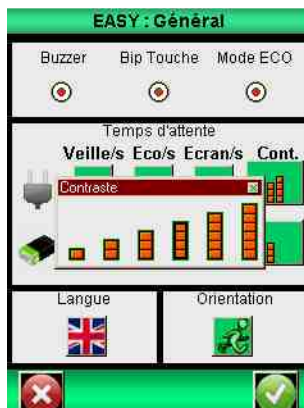 EASY : Général
Buzzer Bip Touche Mode ECO
Temps d'attente
Veille/s Eco/s Ecran/s Cont.
Contraste
Langue Orientation